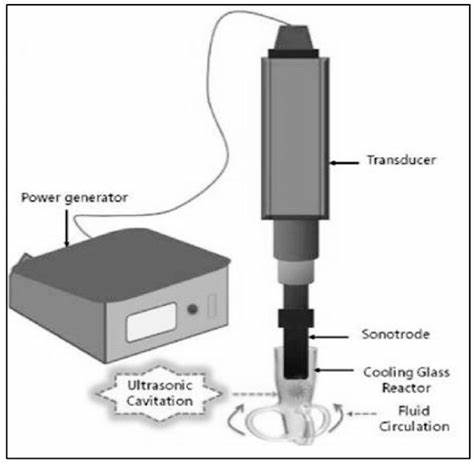 Transducer
Power generator
Sonotrode
Ultrasonic
Cavitation
Cooling Glass
Reactor
Fluid
Circulation